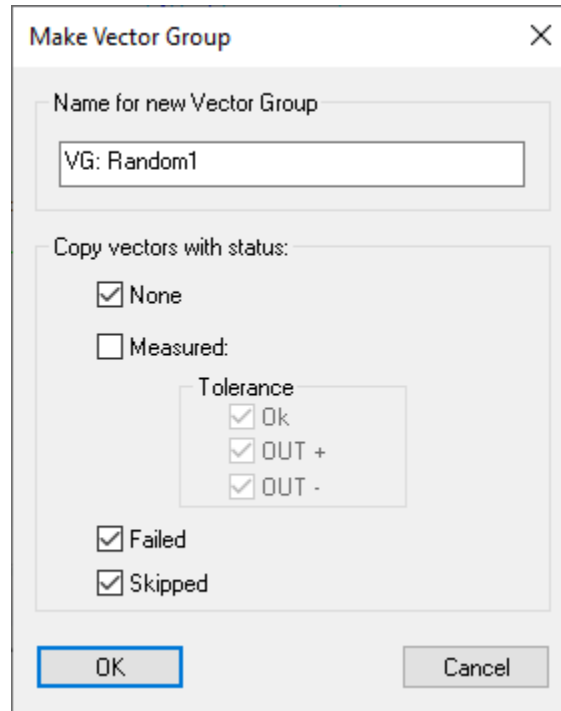 Make Vector Group
Name for new Vector Group
VG: Random1
Copy vectors with status:
None
Measured:
Tolerance
Ok
OUT +
OUT -
Failed
Skipped
OK
Cancel